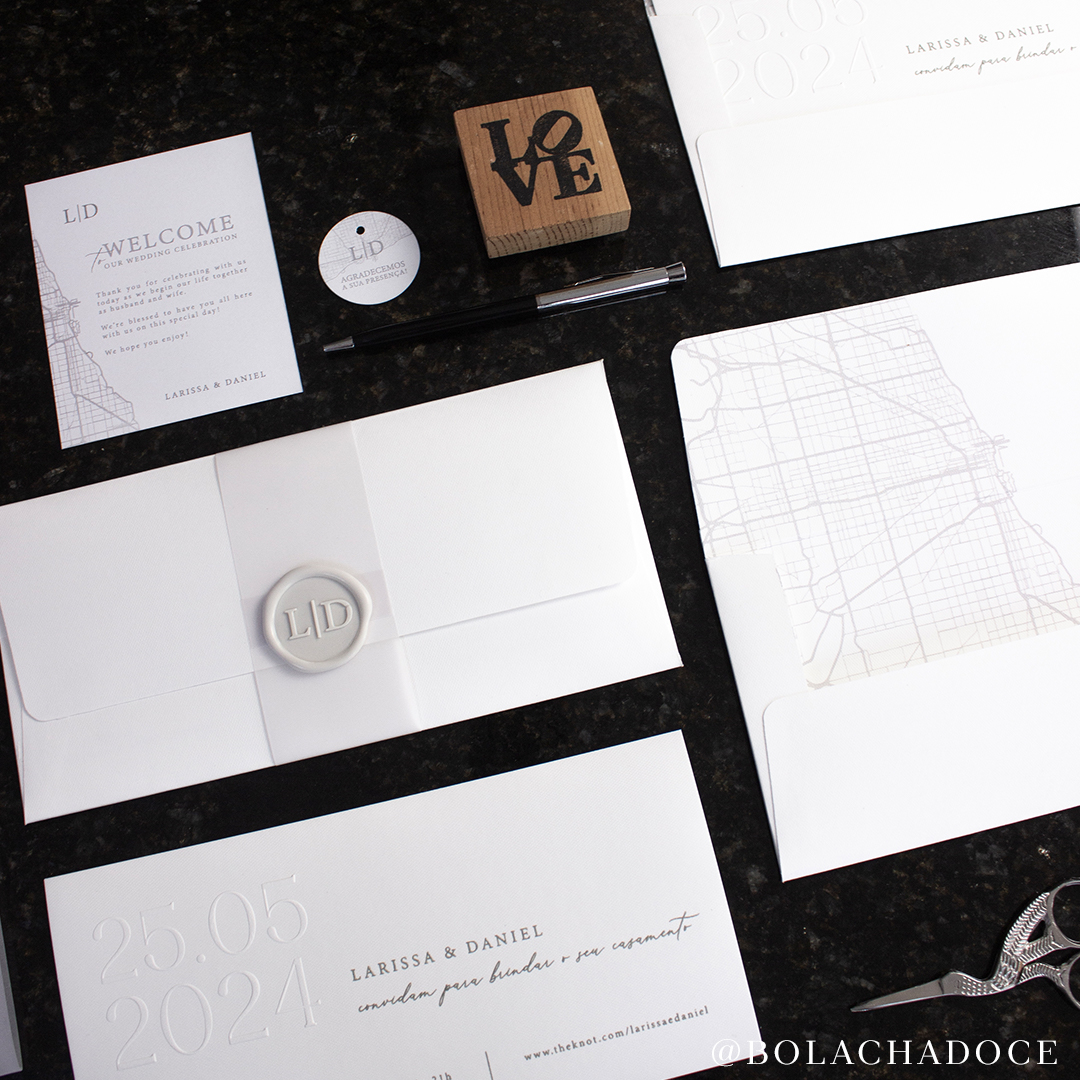 25.05
2024
LARISSA & DANIEL
convidam para brindar o
LOVE
L|D
WELCOME
to OUR WEDDING CELEBRATION
Thank you for celebrating with us
today as we begin our life together
as husband and wife.
We're blessed to have you all here
with us on this special day!
We hope you enjoy!
LARISSA & DANIEL
L|D
AGRADECEMOS
A SUA PRESENÇA!
L|D
25.05
2024
LARISSA & DANIEL
convidam para brindar o seu casamento
www.theknot.com/larissaedaniel
21h
@BOLACHADOCE